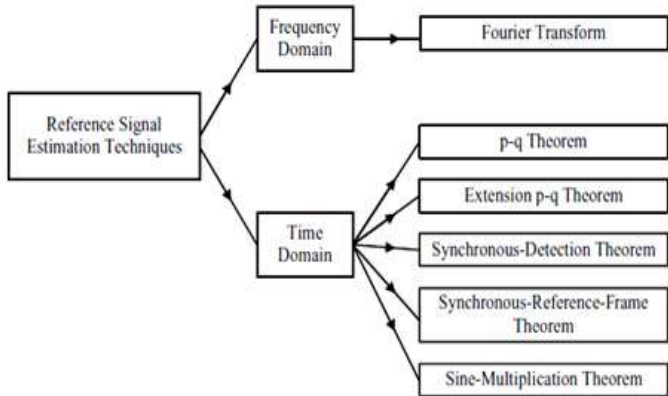 Frequency
Domain
Fourier Transform
Reference Signal
Estimation Techniques
p-q Theorem
Extension p-q Theorem
Time
Domain
Synchronous-Detection Theorem
Synchronous-Reference-Frame
Theorem
Sine-Multiplication Theorem